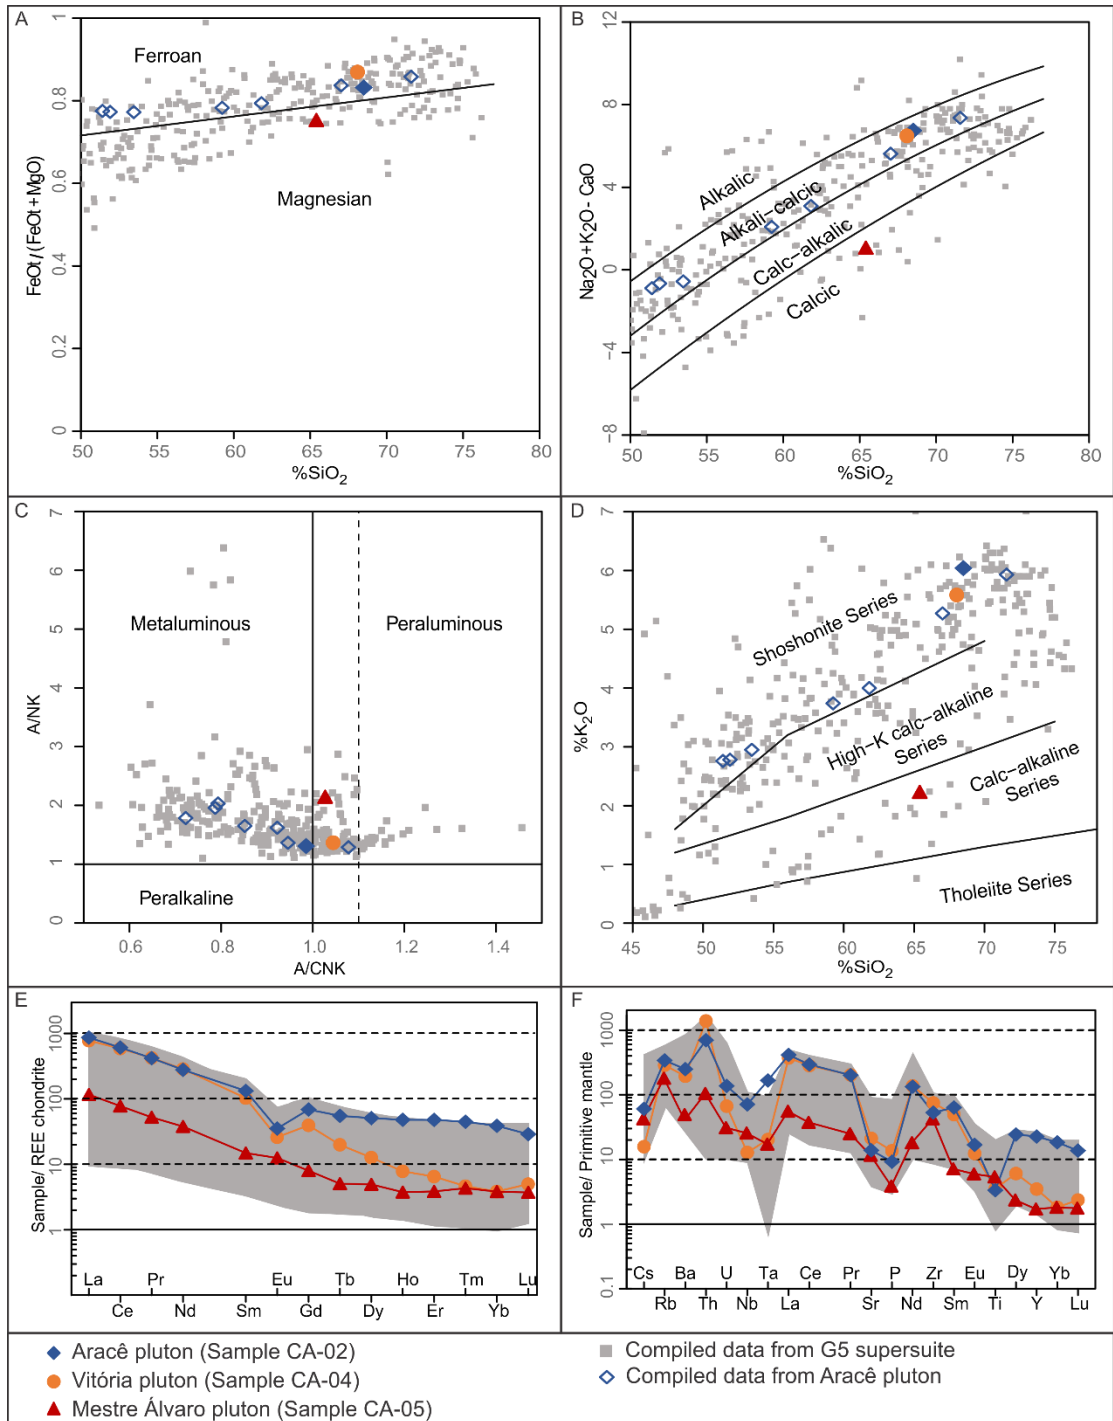 A
Ferroan
Magnesian
FeOt / (FeOt + MgO)
0
0.2
0.4
0.6
0.8
1
50
55
60
65
70
75
80
%SiO2
B
Alkalic
Alkali-calcic
Calc-alkalic
Calcic
Na2O + K2O - CaO
-8
-4
0
4
8
12
50
55
60
65
70
75
80
%SiO2
C
Metaluminous
Peraluminous
Peralkaline
A/NK
0
1
2
3
4
5
6
7
0.6
0.8
1.0
1.2
1.4
A/CNK
D
Shoshonite Series
High-K calc-alkaline
Series
Calc-alkaline
Series
Tholeiite Series
%K2O
0
1
2
3
4
5
6
7
45
50
55
60
65
70
75
%SiO2
E
Sample/ REE chondrite
1
10
100
1000
La Pr Eu Tb Ho Tm Lu
Ce Nd Sm Gd Dy Er Yb
F
Sample/ Primitive mantle
0.1
1
10
100
1000
Cs Ba U Ta Ce Pr P Zr Eu Dy Yb
Rb Th Nb La Sr Nd Sm Ti Y Lu
Aracê pluton (Sample CA-02)
Vitória pluton (Sample CA-04)
Mestre Álvaro pluton (Sample CA-05)
Compiled data from G5 supersuite
Compiled data from Aracê pluton